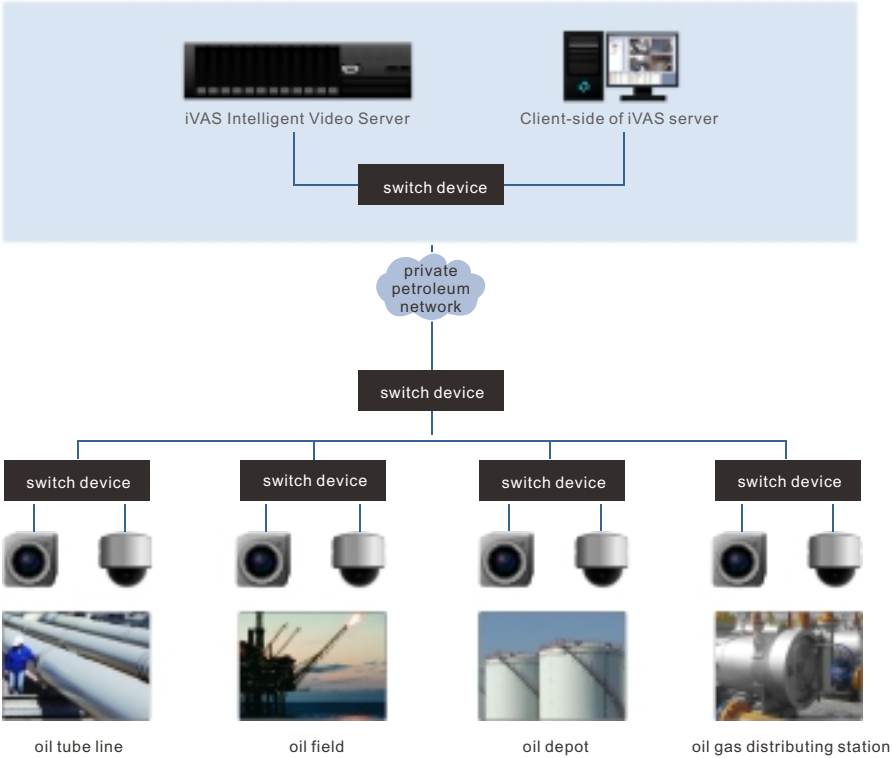 iVAS Intelligent Video Server
Client-side of iVAS server
switch device
private
petroleum
network
switch device
switch device
switch device
switch device
switch device
oil tube line
oil field
oil depot
oil gas distributing station